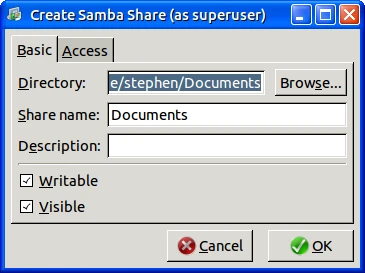 Create Samba Share (as superuser)
Basic Access
Directory: e/stephen/Documents Browse...
Share name: Documents
Description:
Writable
Visible
Cancel OK